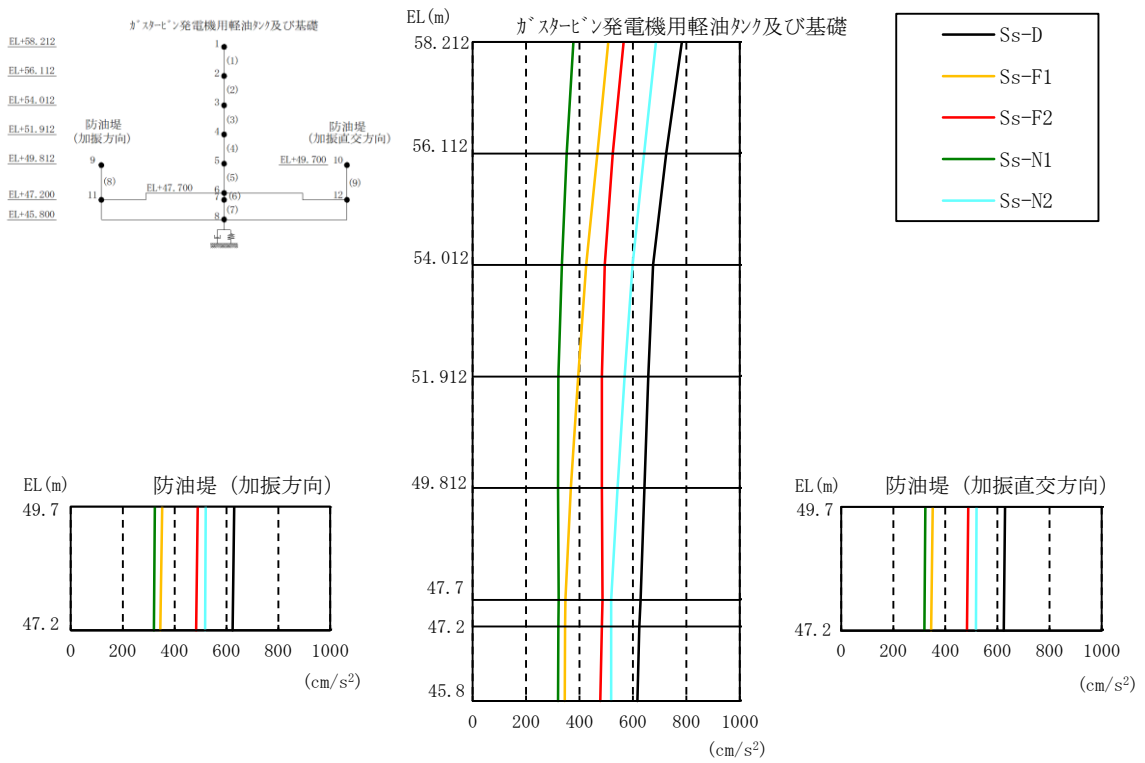 ｶﾞｽﾀｰﾋﾞﾝ発電機用軽油ﾀﾝｸ及び基礎
EL+58.212
EL+56.112
EL+54.012
EL+51.912
EL+49.812
EL+47.200
EL+45.800
防油堤
(加振方向)
防油堤
(加振直交方向)
EL+49.700
EL+47.700
1
(1)
2
(2)
3
(3)
4
(4)
5
(5)
6
(6)
7
(7)
8
9
(8)
11
10
(9)
12
EL(m)
ｶﾞｽﾀｰﾋﾞﾝ発電機用軽油ﾀﾝｸ及び基礎
58.212
56.112
54.012
51.912
49.812
47.7
47.2
45.8
0 200 400 600 800 1000
(cm/s²)
Ss-D
Ss-F1
Ss-F2
Ss-N1
Ss-N2
EL(m)
防油堤 (加振方向)
49.7
47.2
0 200 400 600 800 1000
(cm/s²)
EL(m)
防油堤 (加振直交方向)
49.7
47.2
0 200 400 600 800 1000
(cm/s²)